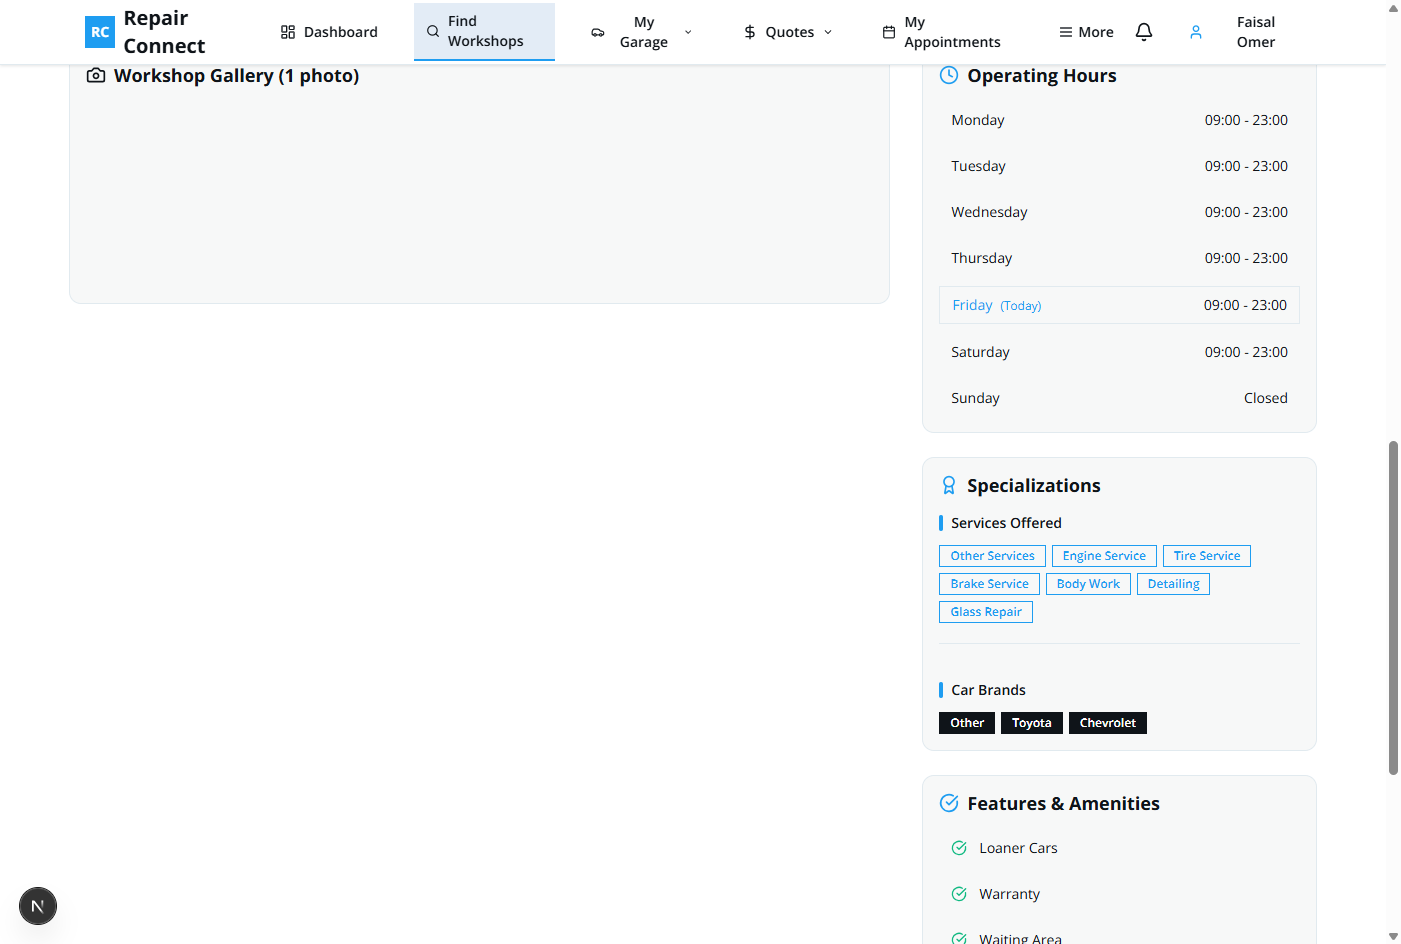 RC
Repair
Connect
Dashboard
Find
Workshops
My
Garage
Quotes
My
Appointments
More
Faisal
Omer
Workshop Gallery (1 photo)
Operating Hours
Monday 09:00 - 23:00
Tuesday 09:00 - 23:00
Wednesday 09:00 - 23:00
Thursday 09:00 - 23:00
Friday (Today) 09:00 - 23:00
Saturday 09:00 - 23:00
Sunday Closed
Specializations
Services Offered
Other Services Engine Service Tire Service
Brake Service Body Work Detailing
Glass Repair
Car Brands
Other Toyota Chevrolet
Features & Amenities
Loaner Cars
Warranty
Waiting Area
N